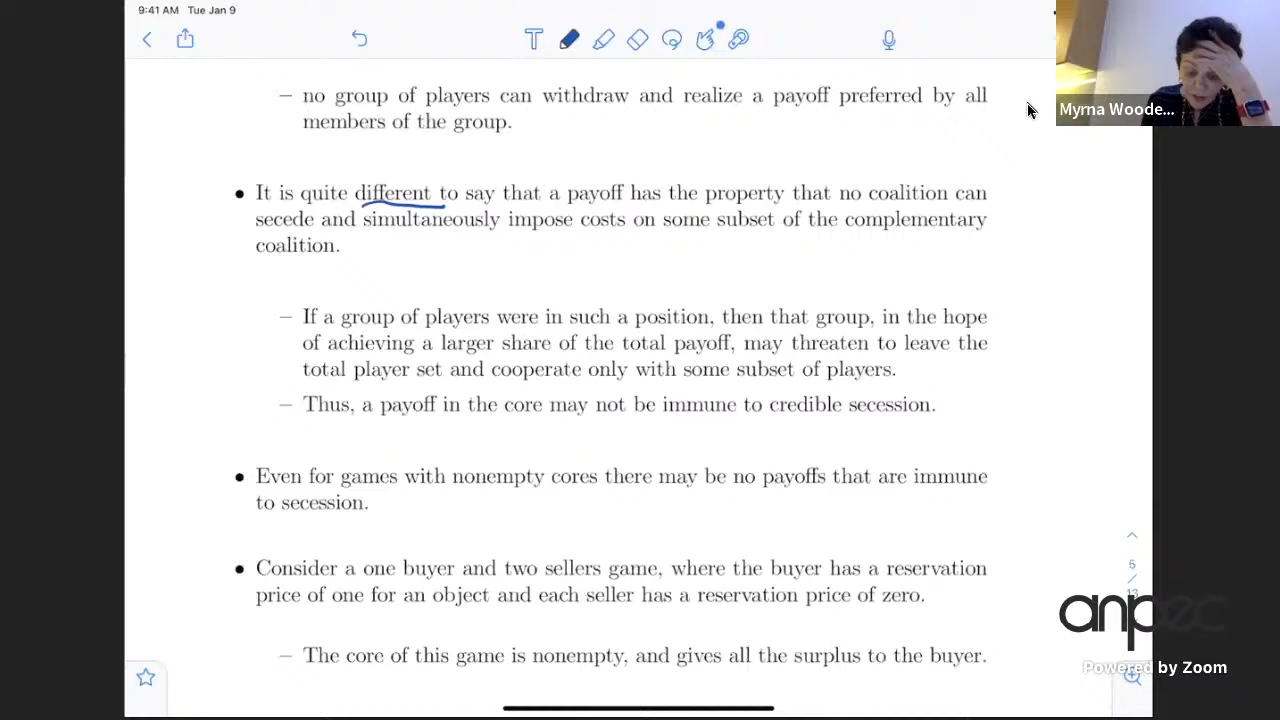 9:41 AM Tue Jan 9
– no group of players can withdraw and realize a payoff preferred by all
members of the group.
Myrna Woode...
• It is quite different to say that a payoff has the property that no coalition can
secede and simultaneously impose costs on some subset of the complementary
coalition.
– If a group of players were in such a position, then that group, in the hope
of achieving a larger share of the total payoff, may threaten to leave the
total player set and cooperate only with some subset of players.
– Thus, a payoff in the core may not be immune to credible secession.
• Even for games with nonempty cores there may be no payoffs that are immune
to secession.
• Consider a one buyer and two sellers game, where the buyer has a reservation
price of one for an object and each seller has a reservation price of zero.
5
/
13
anpec
– The core of this game is nonempty, and gives all the surplus to the buyer.
Powered by Zoom